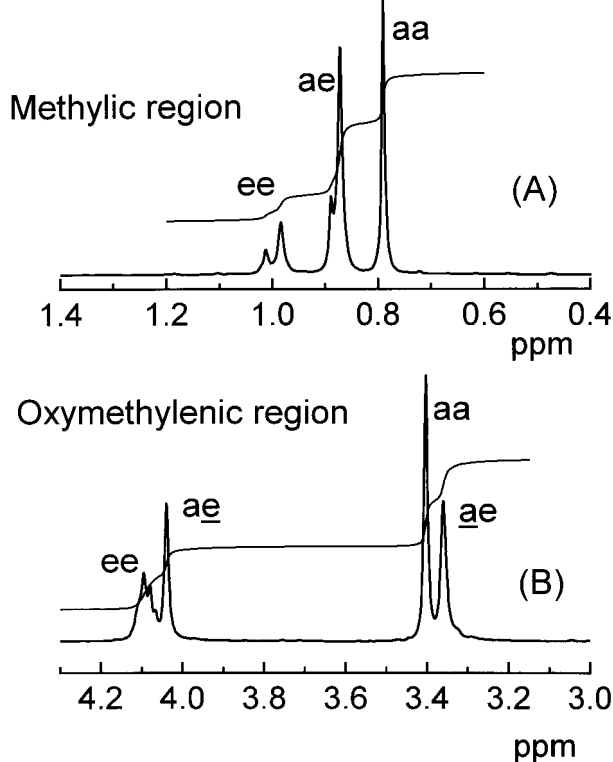 aa
ae
Methylic region
ee
(A)
1.4 1.2 1.0 0.8 0.6 0.4
ppm
Oxymethylenic region
aa
ae
ae
ee
(B)
4.2 4.0 3.8 3.6 3.4 3.2 3.0
ppm